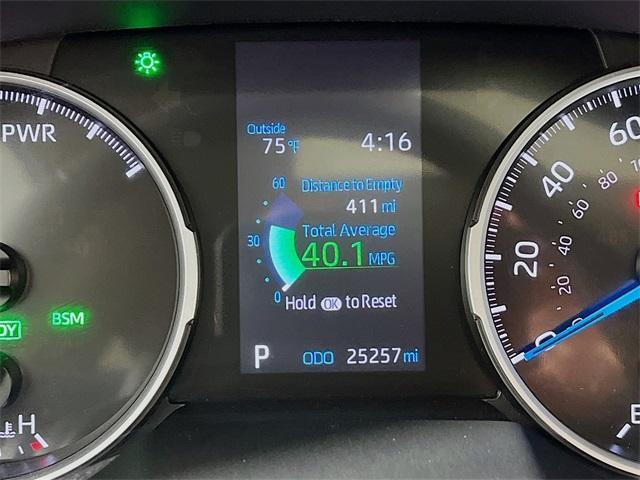 PWR
Outside
75°F 4:16
60
Distance to Empty
411 mi
Total Average
30
40.1 MPG
0
Hold OK to Reset
P ODO 25257 mi
BSM
H
0
20
40
60
20
40
60
80
E